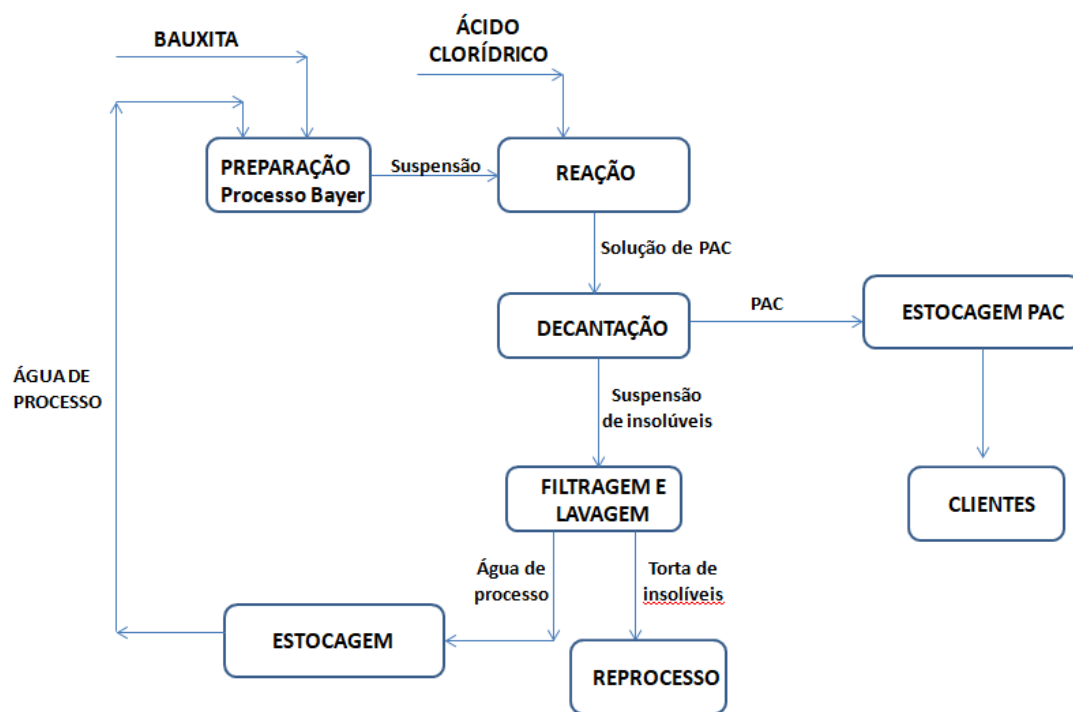 BAUXITA
ÁCIDO
CLORÍDRICO
PREPARAÇÃO
Processo Bayer
Suspensão
REAÇÃO
Solução de PAC
DECANTAÇÃO
PAC
ESTOCAGEM PAC
ÁGUA DE
PROCESSO
Suspensão
de insolúveis
FILTRAGEM E
LAVAGEM
CLIENTES
Água de
processo
Torta de
insolíveis
ESTOCAGEM
REPROCESSO